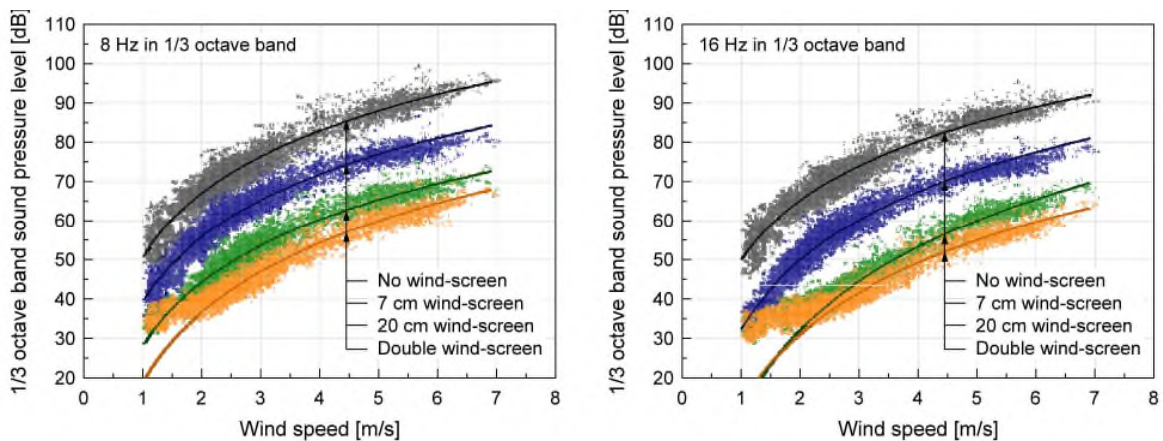 110
100
90
80
70
60
50
40
30
20
1/3 octave band sound pressure level [dB]
8 Hz in 1/3 octave band
No wind-screen
7 cm wind-screen
20 cm wind-screen
Double wind-screen
0 1 2 3 4 5 6 7 8
Wind speed [m/s]
110
100
90
80
70
60
50
40
30
20
1/3 octave band sound pressure level [dB]
16 Hz in 1/3 octave band
No wind-screen
7 cm wind-screen
20 cm wind-screen
Double wind-screen
0 1 2 3 4 5 6 7 8
Wind speed [m/s]